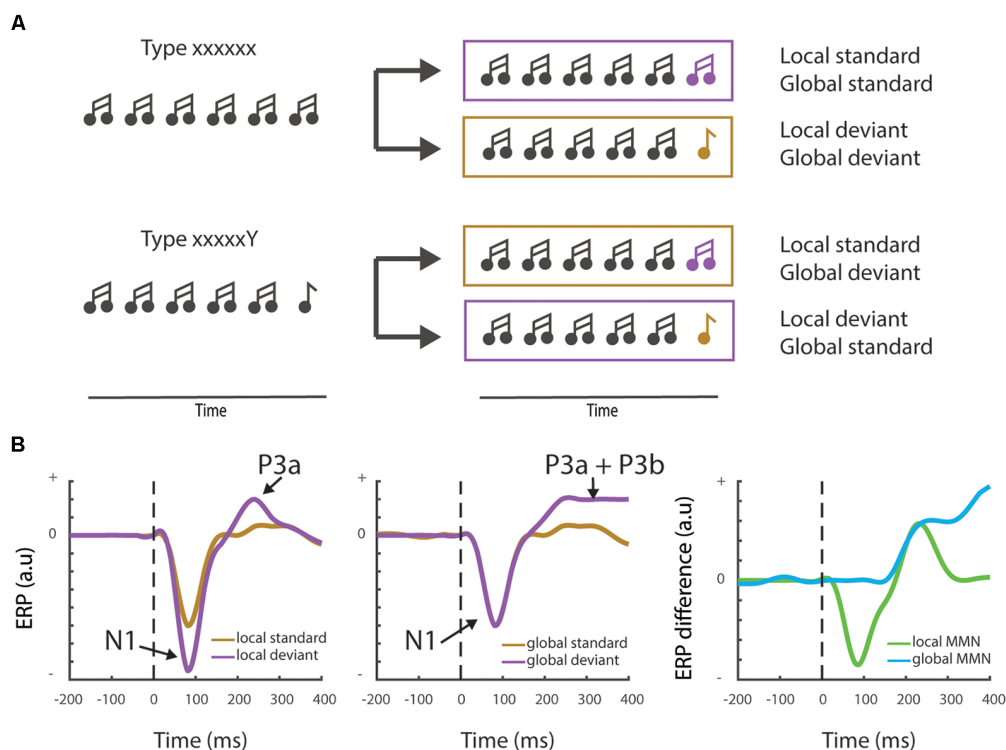 A
Type xxxxxx
Local standard
Global standard
Local deviant
Global deviant
Type xxxxxY
Local standard
Global deviant
Local deviant
Global standard
Time
Time
B
+
0
-
ERP (a.u)
P3a
N1
local standard
local deviant
-200 -100 0 100 200 300 400
Time (ms)
+
0
-
P3a + P3b
N1
global standard
global deviant
-200 -100 0 100 200 300 400
Time (ms)
+
0
-
ERP difference (a.u)
local MMN
global MMN
-200 -100 0 100 200 300 400
Time (ms)